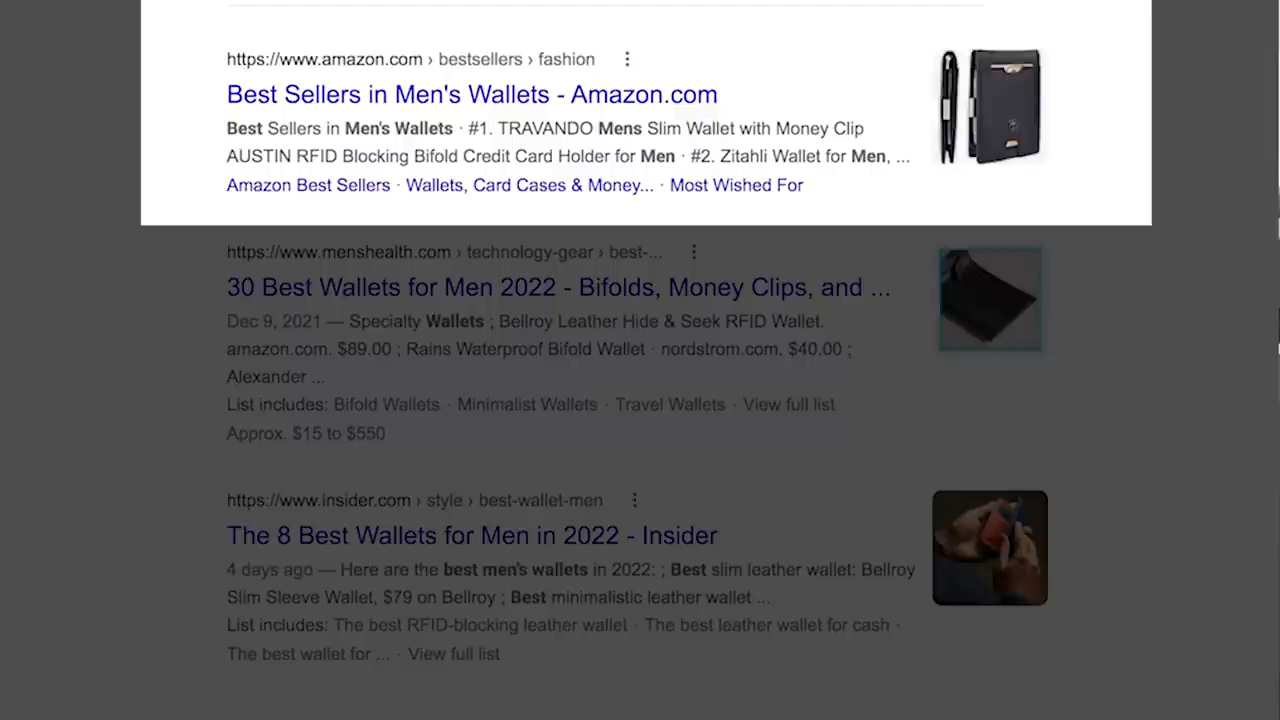 https://www.amazon.com › bestsellers › fashion
Best Sellers in Men's Wallets - Amazon.com
Best Sellers in Men's Wallets · #1. TRAVANDO Mens Slim Wallet with Money Clip
AUSTIN RFID Blocking Bifold Credit Card Holder for Men · #2. Zitahli Wallet for Men, ...
Amazon Best Sellers · Wallets, Card Cases & Money... · Most Wished For
https://www.menshealth.com › technology-gear › best-...
30 Best Wallets for Men 2022 - Bifolds, Money Clips, and ...
Dec 9, 2021 — Specialty Wallets ; Bellroy Leather Hide & Seek RFID Wallet.
amazon.com. $89.00 ; Rains Waterproof Bifold Wallet · nordstrom.com. $40.00 ;
Alexander ...
List includes: Bifold Wallets · Minimalist Wallets · Travel Wallets · View full list
Approx. $15 to $550
https://www.insider.com › style › best-wallet-men
The 8 Best Wallets for Men in 2022 - Insider
4 days ago — Here are the best men's wallets in 2022: ; Best slim leather wallet: Bellroy
Slim Sleeve Wallet, $79 on Bellroy ; Best minimalistic leather wallet ...
List includes: The best RFID-blocking leather wallet · The best leather wallet for cash ·
The best wallet for ... · View full list